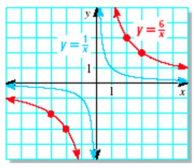 y
y = 1/x
y = 6/x
1
1
x